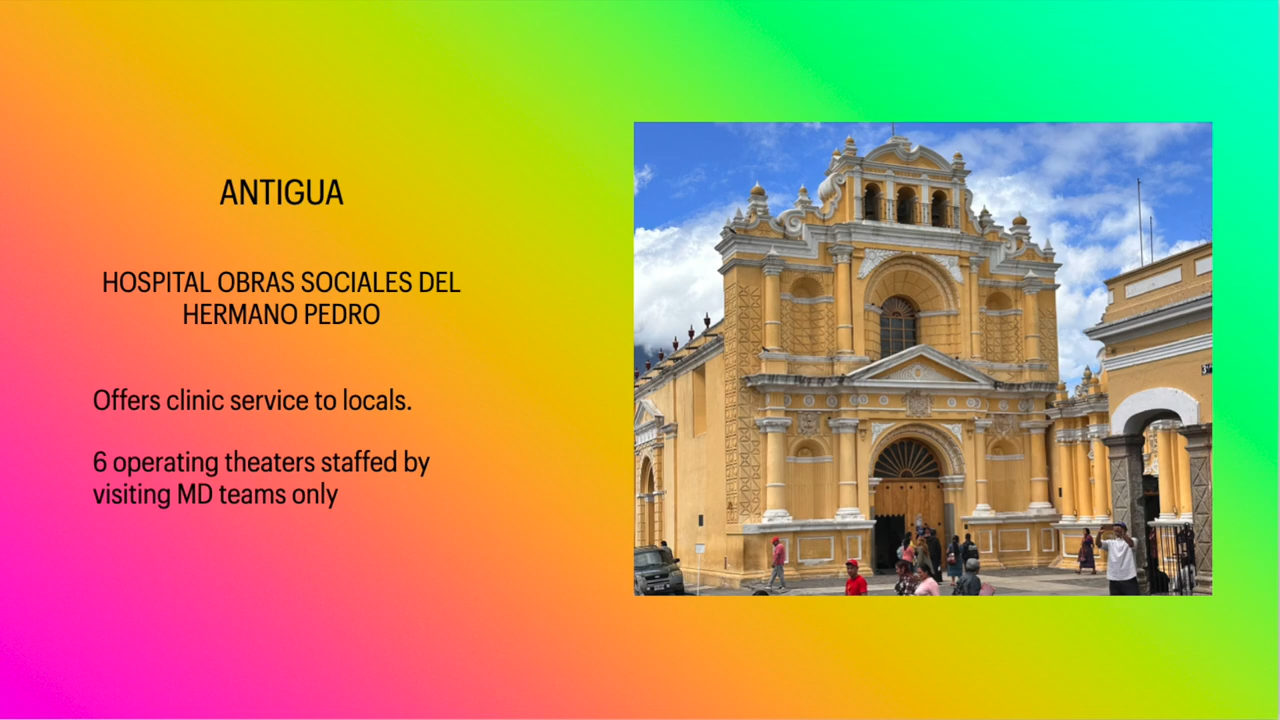 ANTIGUA
HOSPITAL OBRAS SOCIALES DEL
HERMANO PEDRO
Offers clinic service to locals.
6 operating theaters staffed by
visiting MD teams only